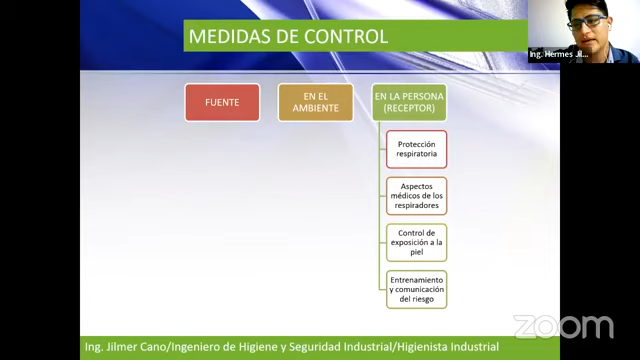 MEDIDAS DE CONTROL
Ing. Hermes Jil...
FUENTE
EN EL
AMBIENTE
EN LA PERSONA
(RECEPTOR)
Protección
respiratoria
Aspectos
médicos de los
respiradores
Control de
exposición a la
piel
Entrenamiento
y comunicación
del riesgo
zoom
Ing. Jilmer Cano/Ingeniero de Higiene y Seguridad Industrial/Higienista Industrial